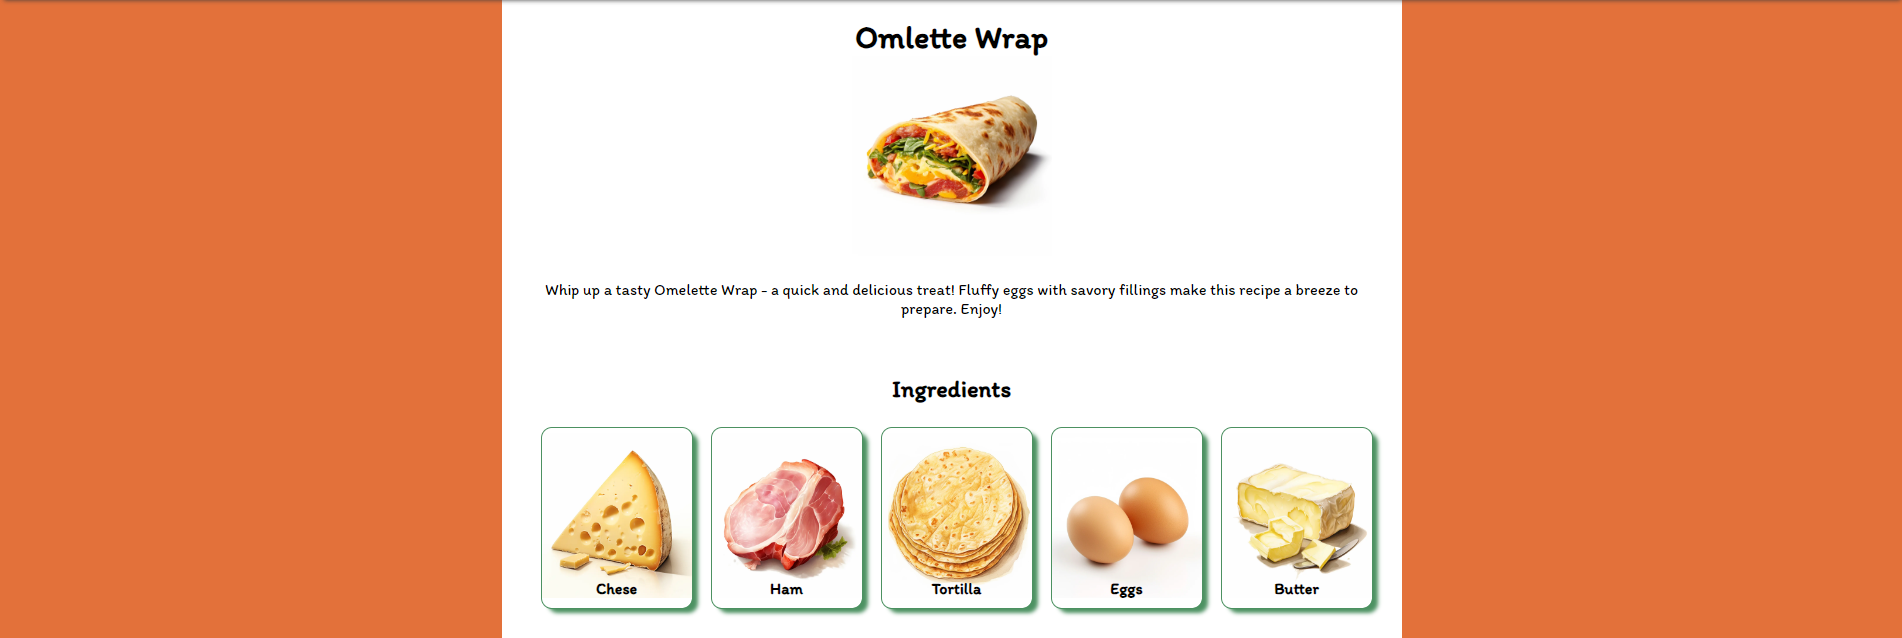 Omlette Wrap
Whip up a tasty Omelette Wrap - a quick and delicious treat! Fluffy eggs with savory fillings make this recipe a breeze to
prepare. Enjoy!
Ingredients
Chese
Ham
Tortilla
Eggs
Butter